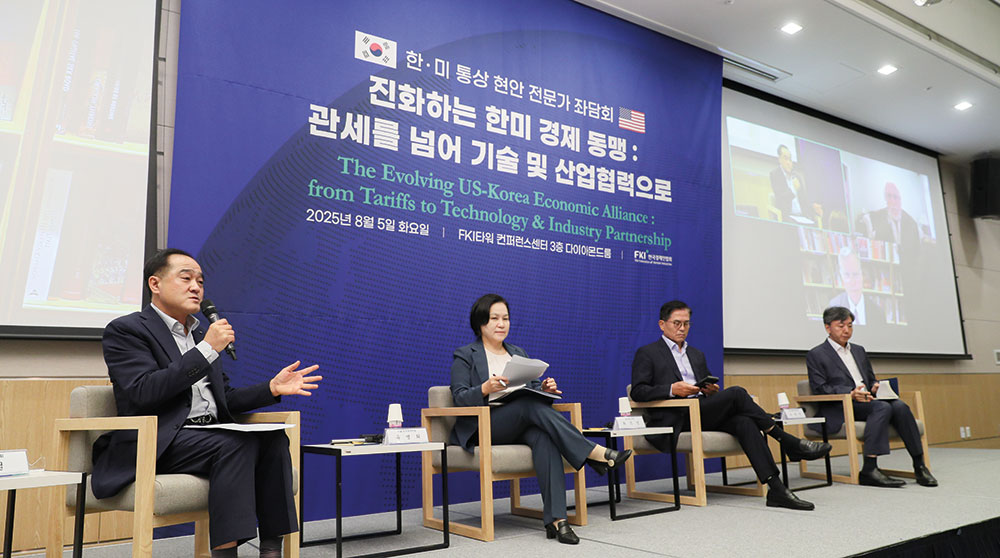 한·미 통상 현안 전문가 좌담회
진화하는 한미 경제 동맹 :
관세를 넘어 기술 및 산업협력으로
The Evolving US-Korea Economic Alliance :
from Tariffs to Technology & Industry Partnership
2025년 8월 5일 화요일 | FKI타워 컨퍼런스센터 3층 다이아몬드룸 | FKI 한국경제인협회